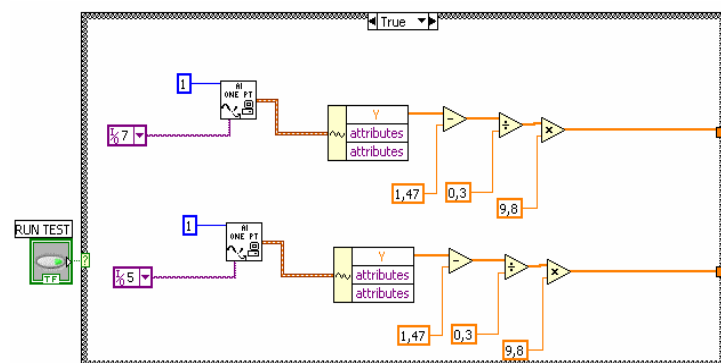 True
1
AI
ONE PT
Y
attributes
attributes
I/O 7
1,47
0,3
9,8
RUN TEST
TF
?
1
AI
ONE PT
Y
attributes
attributes
I/O 5
1,47
0,3
9,8